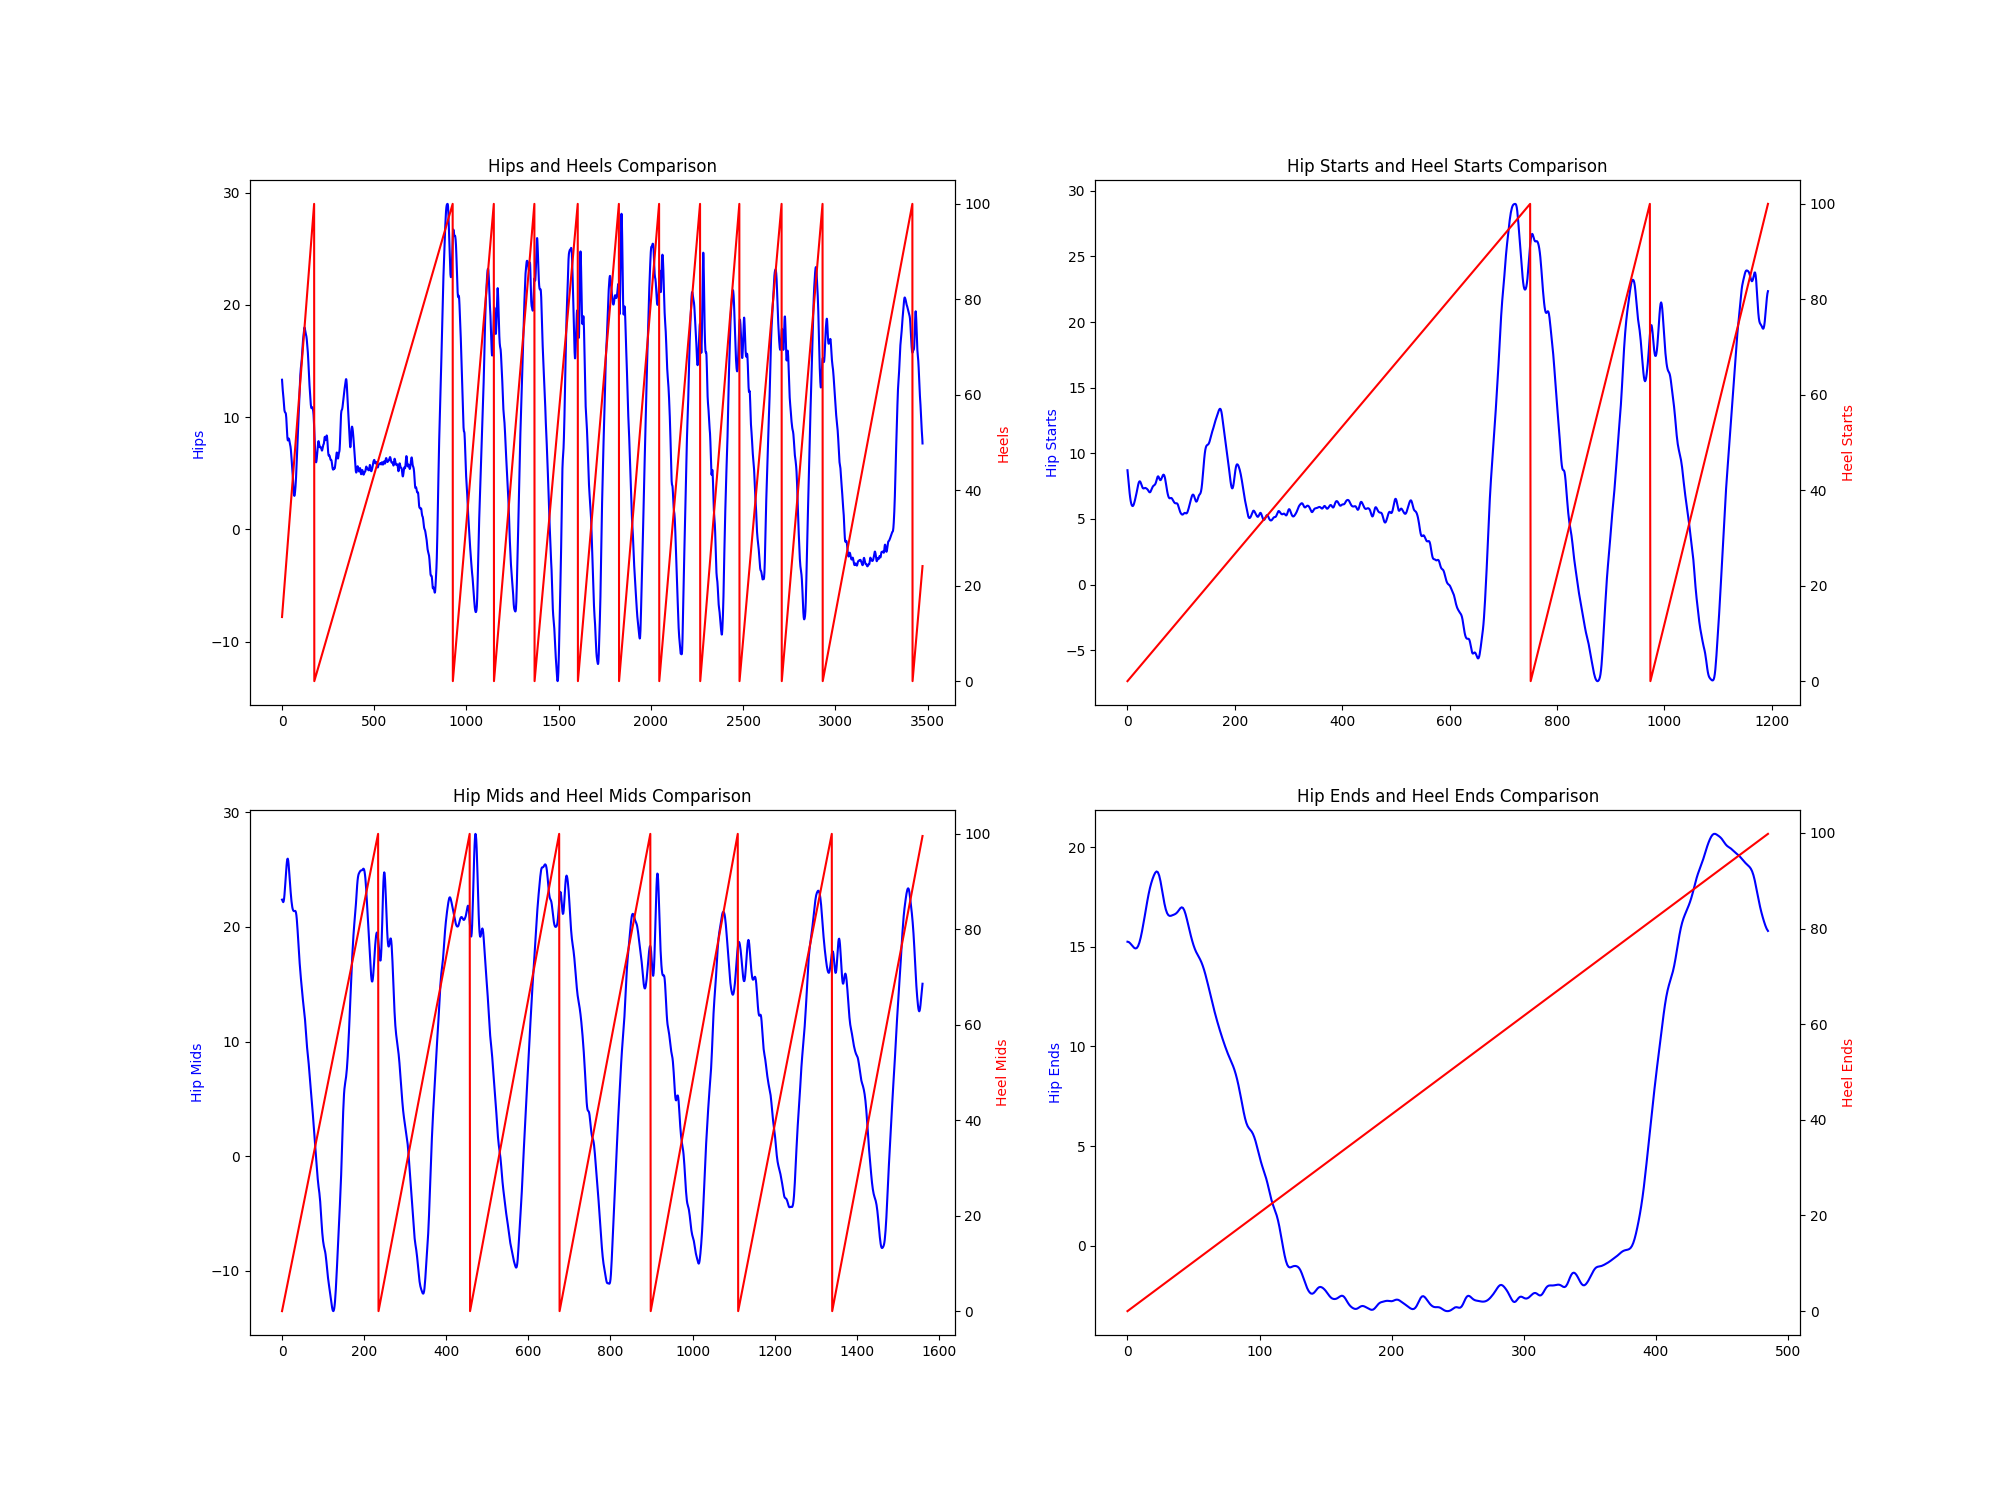 Hips and Heels Comparison
30
20
10
0
−10
Hips
100
80
60
40
20
0
Heels
0 500 1000 1500 2000 2500 3000 3500
Hip Starts and Heel Starts Comparison
30
25
20
15
10
5
0
−5
Hip Starts
100
80
60
40
20
0
Heel Starts
0 200 400 600 800 1000 1200
Hip Mids and Heel Mids Comparison
30
20
10
0
−10
Hip Mids
100
80
60
40
20
0
Heel Mids
0 200 400 600 800 1000 1200 1400 1600
Hip Ends and Heel Ends Comparison
20
15
10
5
0
Hip Ends
100
80
60
40
20
0
Heel Ends
0 100 200 300 400 500